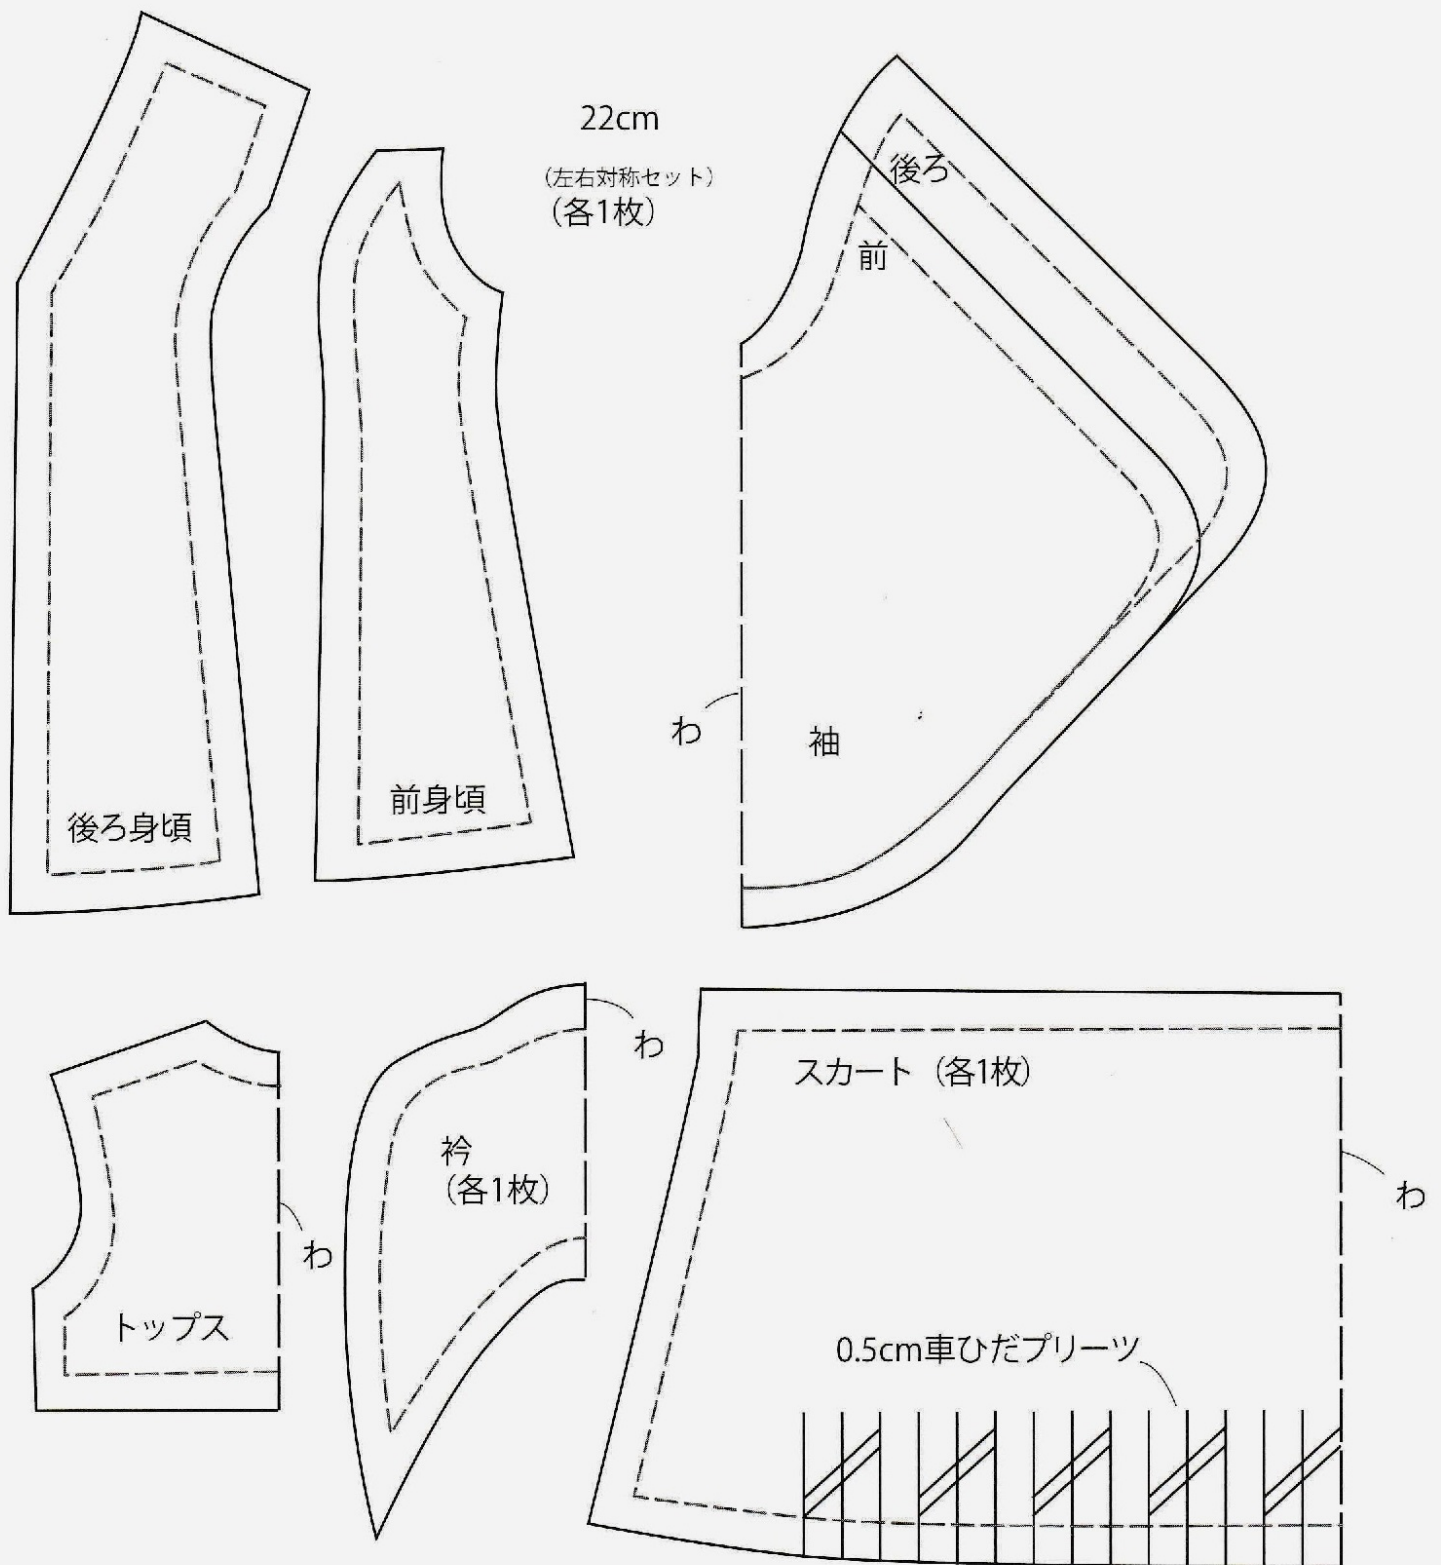 22cm
（左右対称セット）
（各1枚）
後ろ
前
わ
袖
後ろ身頃
前身頃
わ
トップス
わ
衿
（各1枚）
スカート（各1枚）
わ
0.5cm車ひだプリーツ